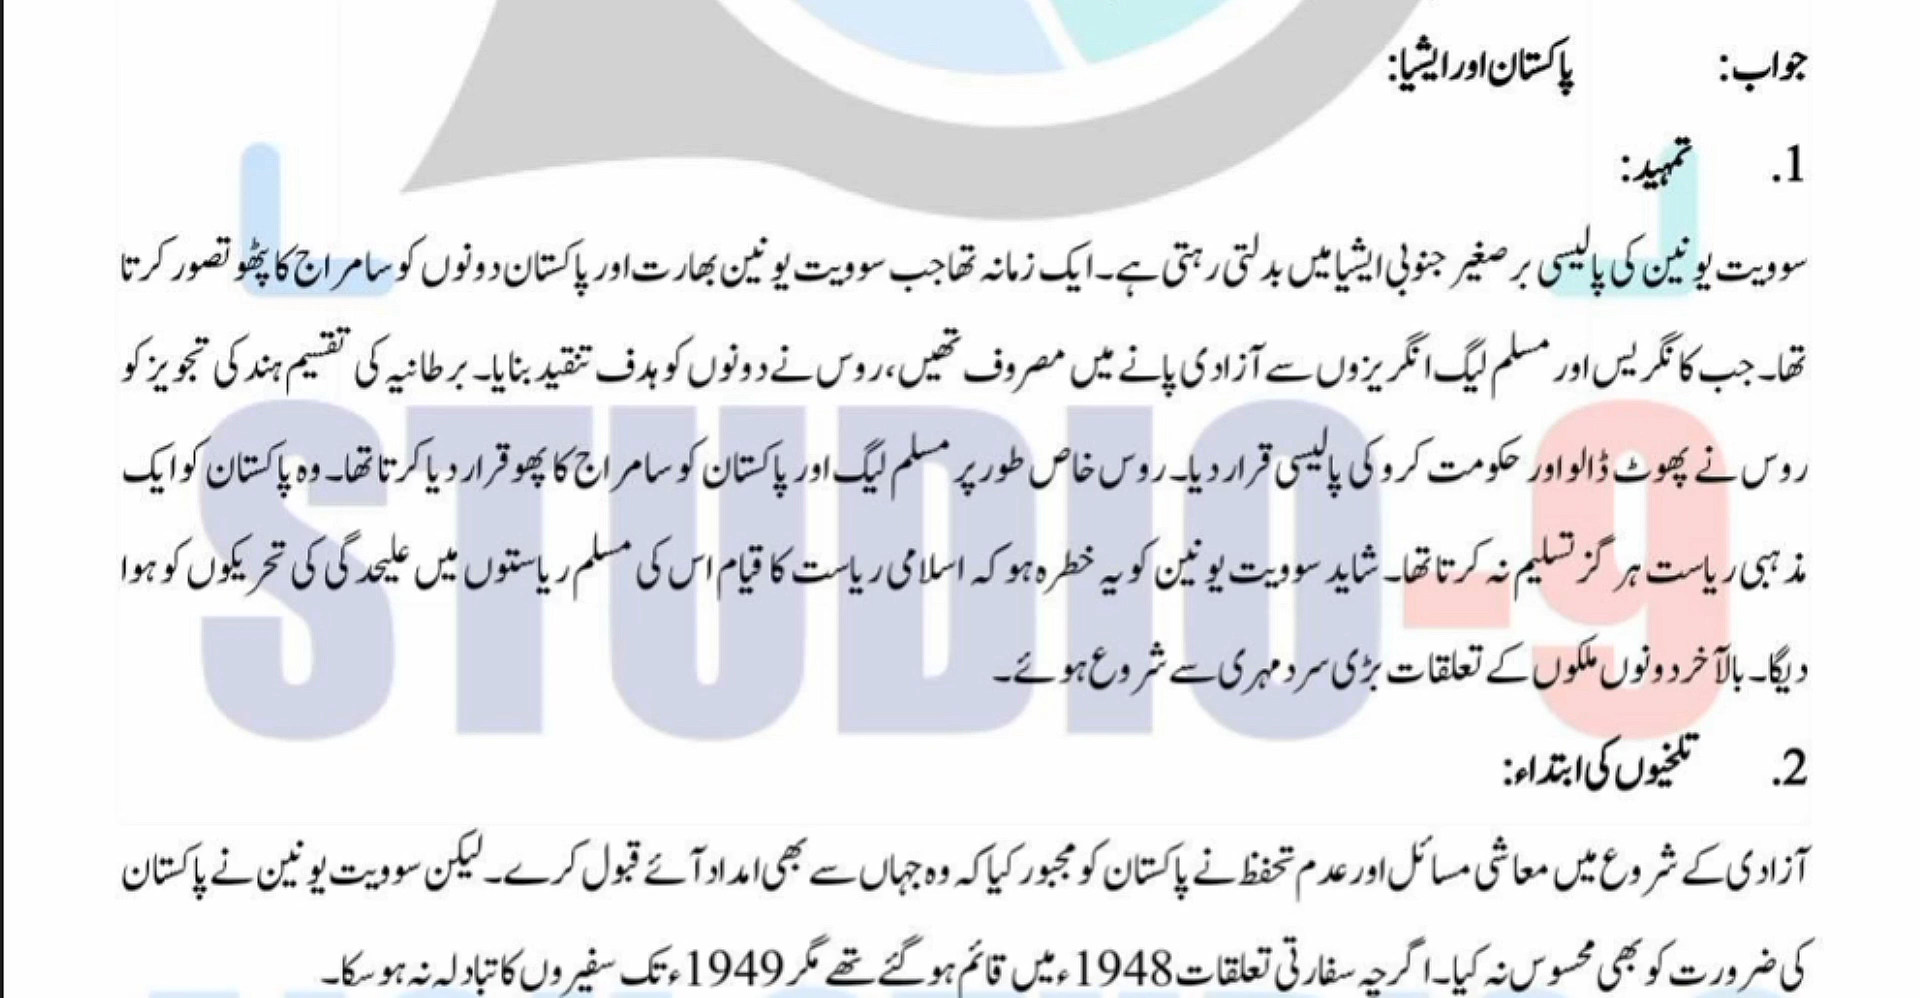 جواب: پاکستان اور ایشیا:
1. تمہید:
سوویت یونین کی پالیسی برصغیر جنوبی ایشیا میں بدلتی رہتی ہے۔ ایک زمانہ تھا جب سوویت یونین بھارت اور پاکستان دونوں کو سامراج کا پٹھو تصور کرتا
تھا۔ جب کانگریس اور مسلم لیگ انگریزوں سے آزادی پانے میں مصروف تھیں، روس نے دونوں کو ہدف تنقید بنایا۔ برطانیہ کی تقسیم ہند کی تجویز کو
روس نے پھوٹ ڈالو اور حکومت کرو کی پالیسی قرار دیا۔ روس خاص طور پر مسلم لیگ اور پاکستان کو سامراج کا پھو قرار دیا کرتا تھا۔ وہ پاکستان کو ایک
مذہبی ریاست ہر گز تسلیم نہ کرتا تھا۔ شاید سوویت یونین کو یہ خطرہ ہو کہ اسلامی ریاست کا قیام اس کی مسلم ریاستوں میں علیحدگی کی تحریکوں کو ہوا
دیگا۔ بالآخر دونوں ملکوں کے تعلقات بڑی سرد مہری سے شروع ہوئے۔
2. تلخیوں کی ابتداء:
آزادی کے شروع میں معاشی مسائل اور عدم تحفظ نے پاکستان کو مجبور کیا کہ وہ جہاں سے بھی امداد آئے قبول کرے۔ لیکن سوویت یونین نے پاکستان
کی ضرورت کو بھی محسوس نہ کیا۔ اگرچہ سفارتی تعلقات 1948ء میں قائم ہو گئے تھے مگر 1949ء تک سفیروں کا تبادلہ نہ ہو سکا۔
STUDIO-9